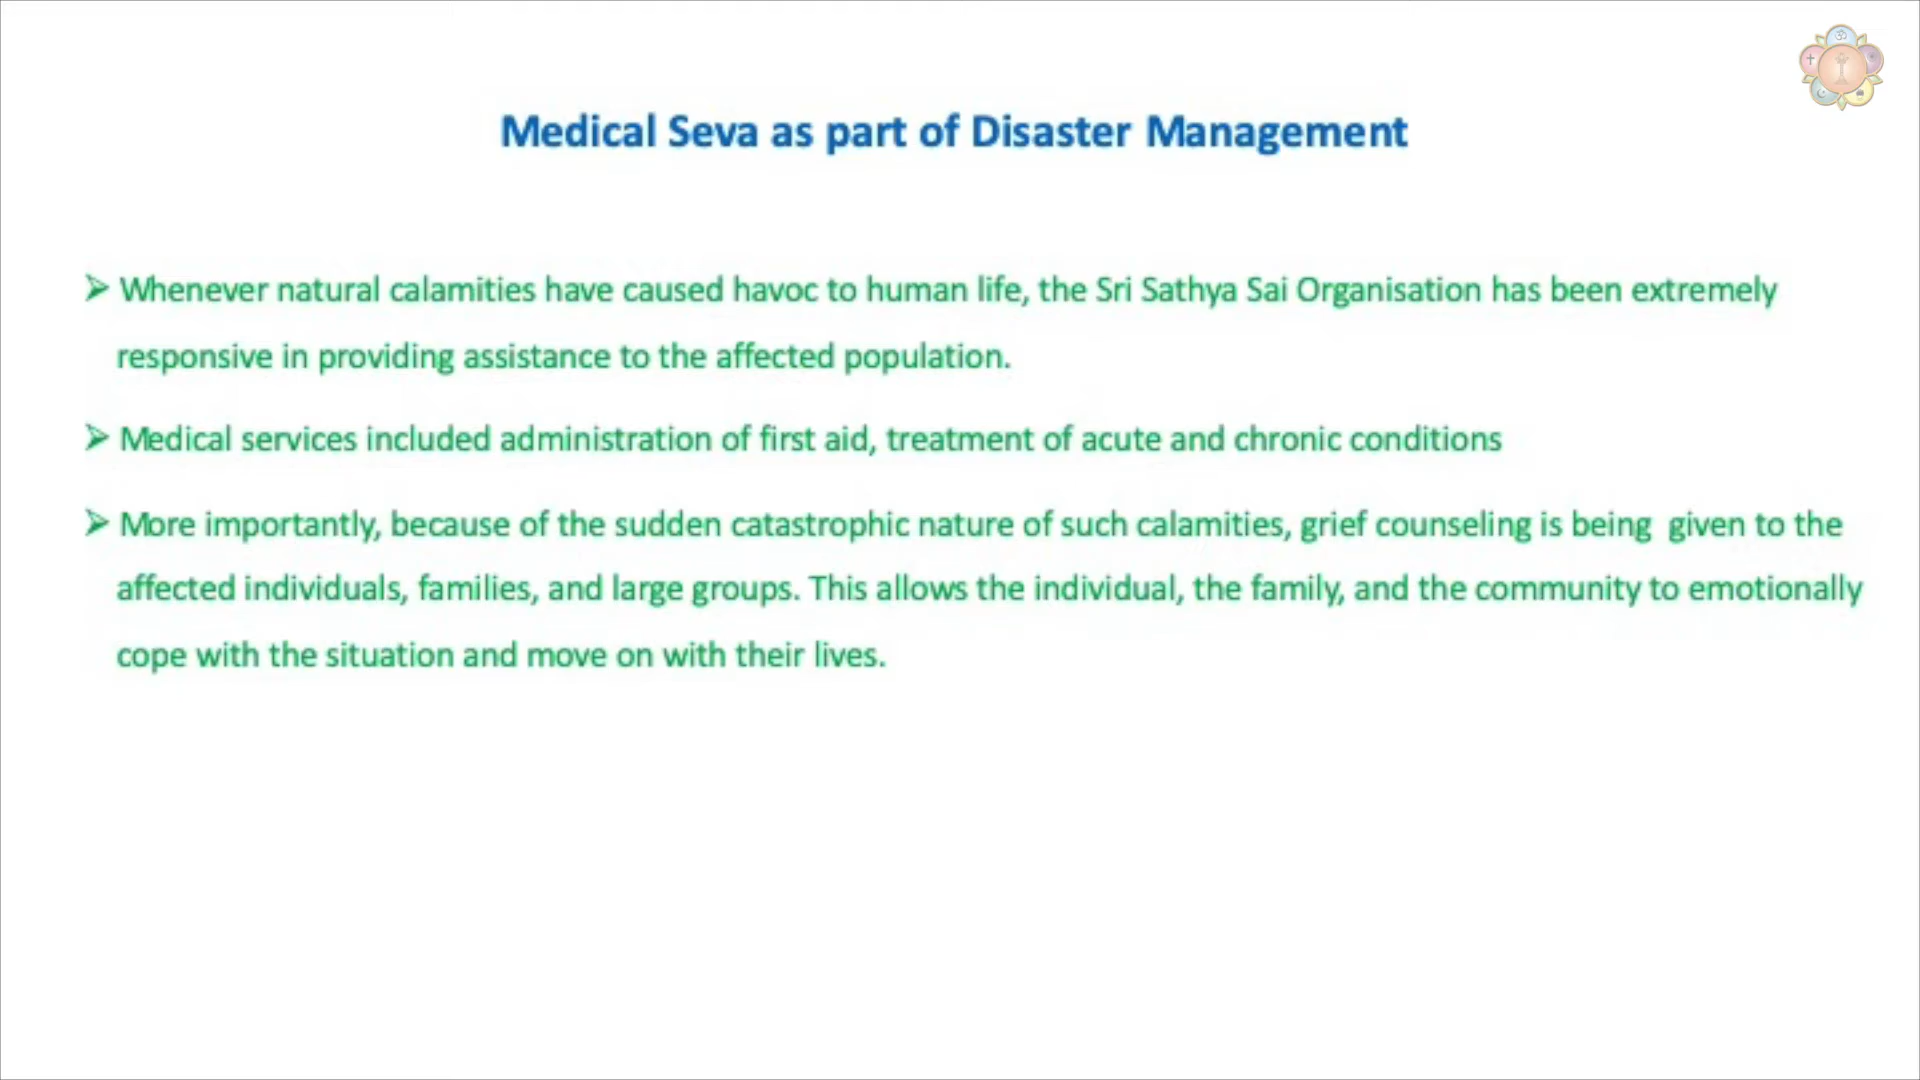 Medical Seva as part of Disaster Management
➢ Whenever natural calamities have caused havoc to human life, the Sri Sathya Sai Organisation has been extremely
responsive in providing assistance to the affected population.
➢ Medical services included administration of first aid, treatment of acute and chronic conditions
➢ More importantly, because of the sudden catastrophic nature of such calamities, grief counseling is being given to the
affected individuals, families, and large groups. This allows the individual, the family, and the community to emotionally
cope with the situation and move on with their lives.